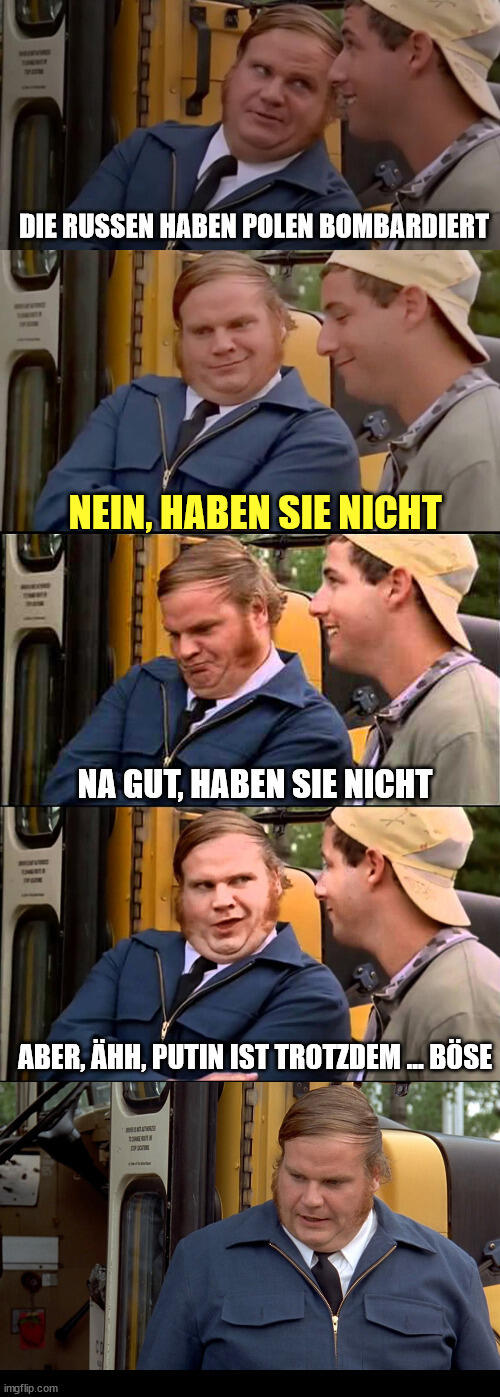 DIE RUSSEN HABEN POLEN BOMBARDIERT
NEIN, HABEN SIE NICHT
NA GUT, HABEN SIE NICHT
ABER, ÄHH, PUTIN IST TROTZDEM ... BÖSE
imgflip.com